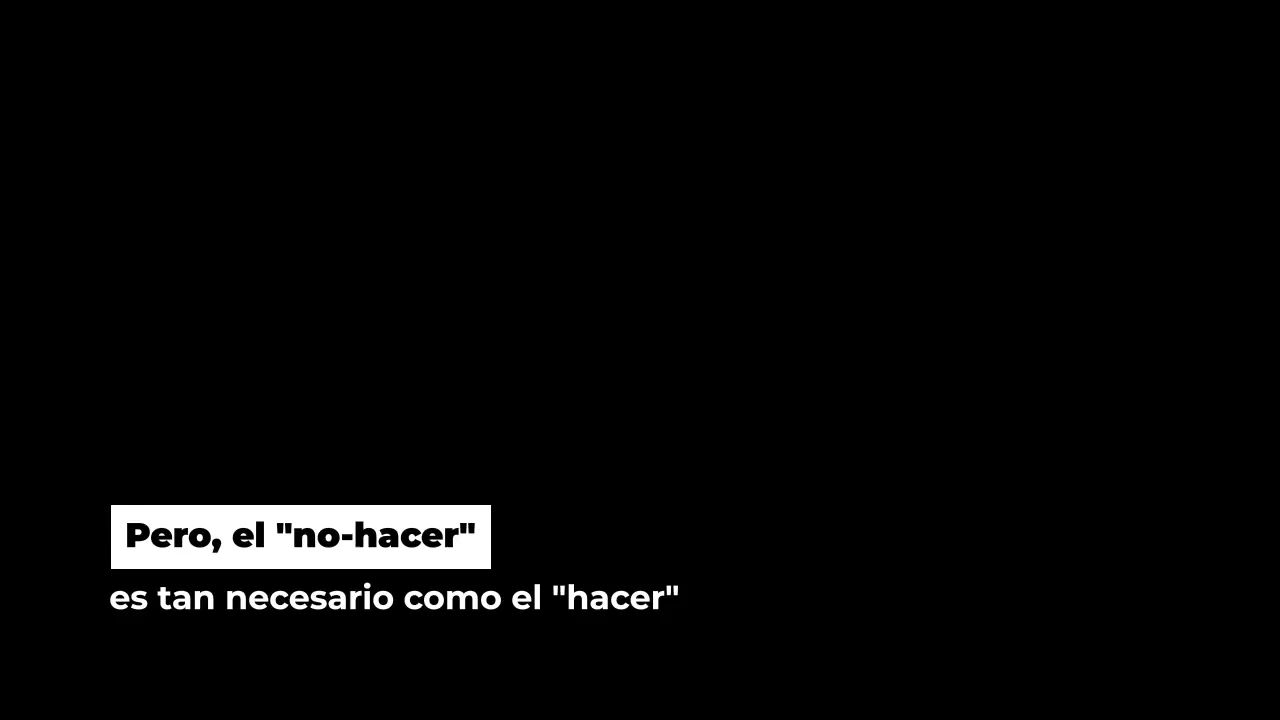 Pero, el "no-hacer"
es tan necesario como el "hacer"